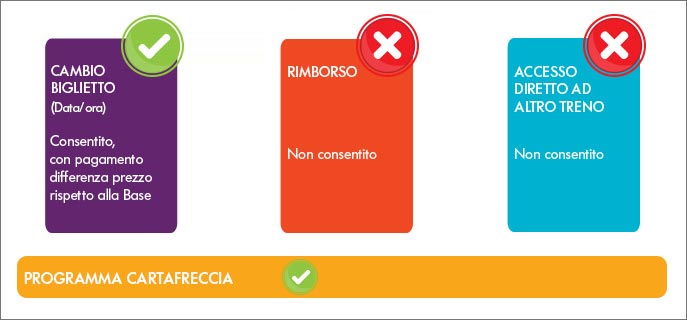 CAMBIO
BIGLIETTO
(Data/ora)
Consentito,
con pagamento
differenza prezzo
rispetto alla Base
RIMBORSO
Non consentito
ACCESSO
DIRETTO AD
ALTRO TRENO
Non consentito
PROGRAMMA CARTAFRECCIA